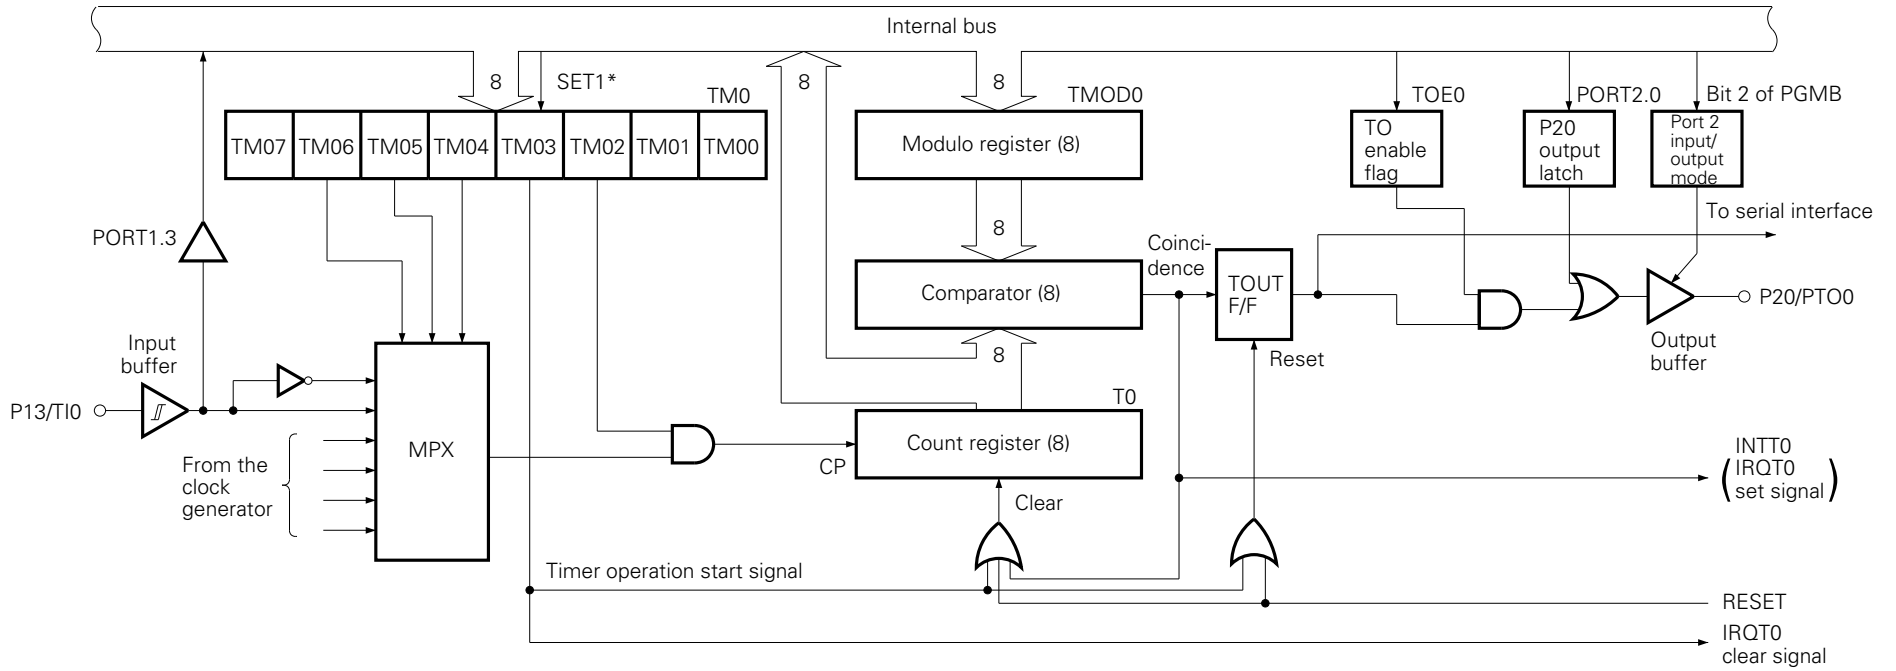 Internal bus
8
SET1*
8
8
TM0
TMOD0
TOE0
PORT2.0
Bit 2 of PGMB
TM07
TM06
TM05
TM04
TM03
TM02
TM01
TM00
Modulo register (8)
TO
enable
flag
P20
output
latch
Port 2
input/
output
mode
PORT1.3
8
To serial interface
Coinci-
dence
Comparator (8)
TOUT
F/F
P20/PTO0
Input
buffer
8
Reset
Output
buffer
P13/TI0
T0
MPX
Count register (8)
CP
From the
clock
generator
Clear
INTT0
(IRQT0
set signal)
Timer operation start signal
RESET
IRQT0
clear signal